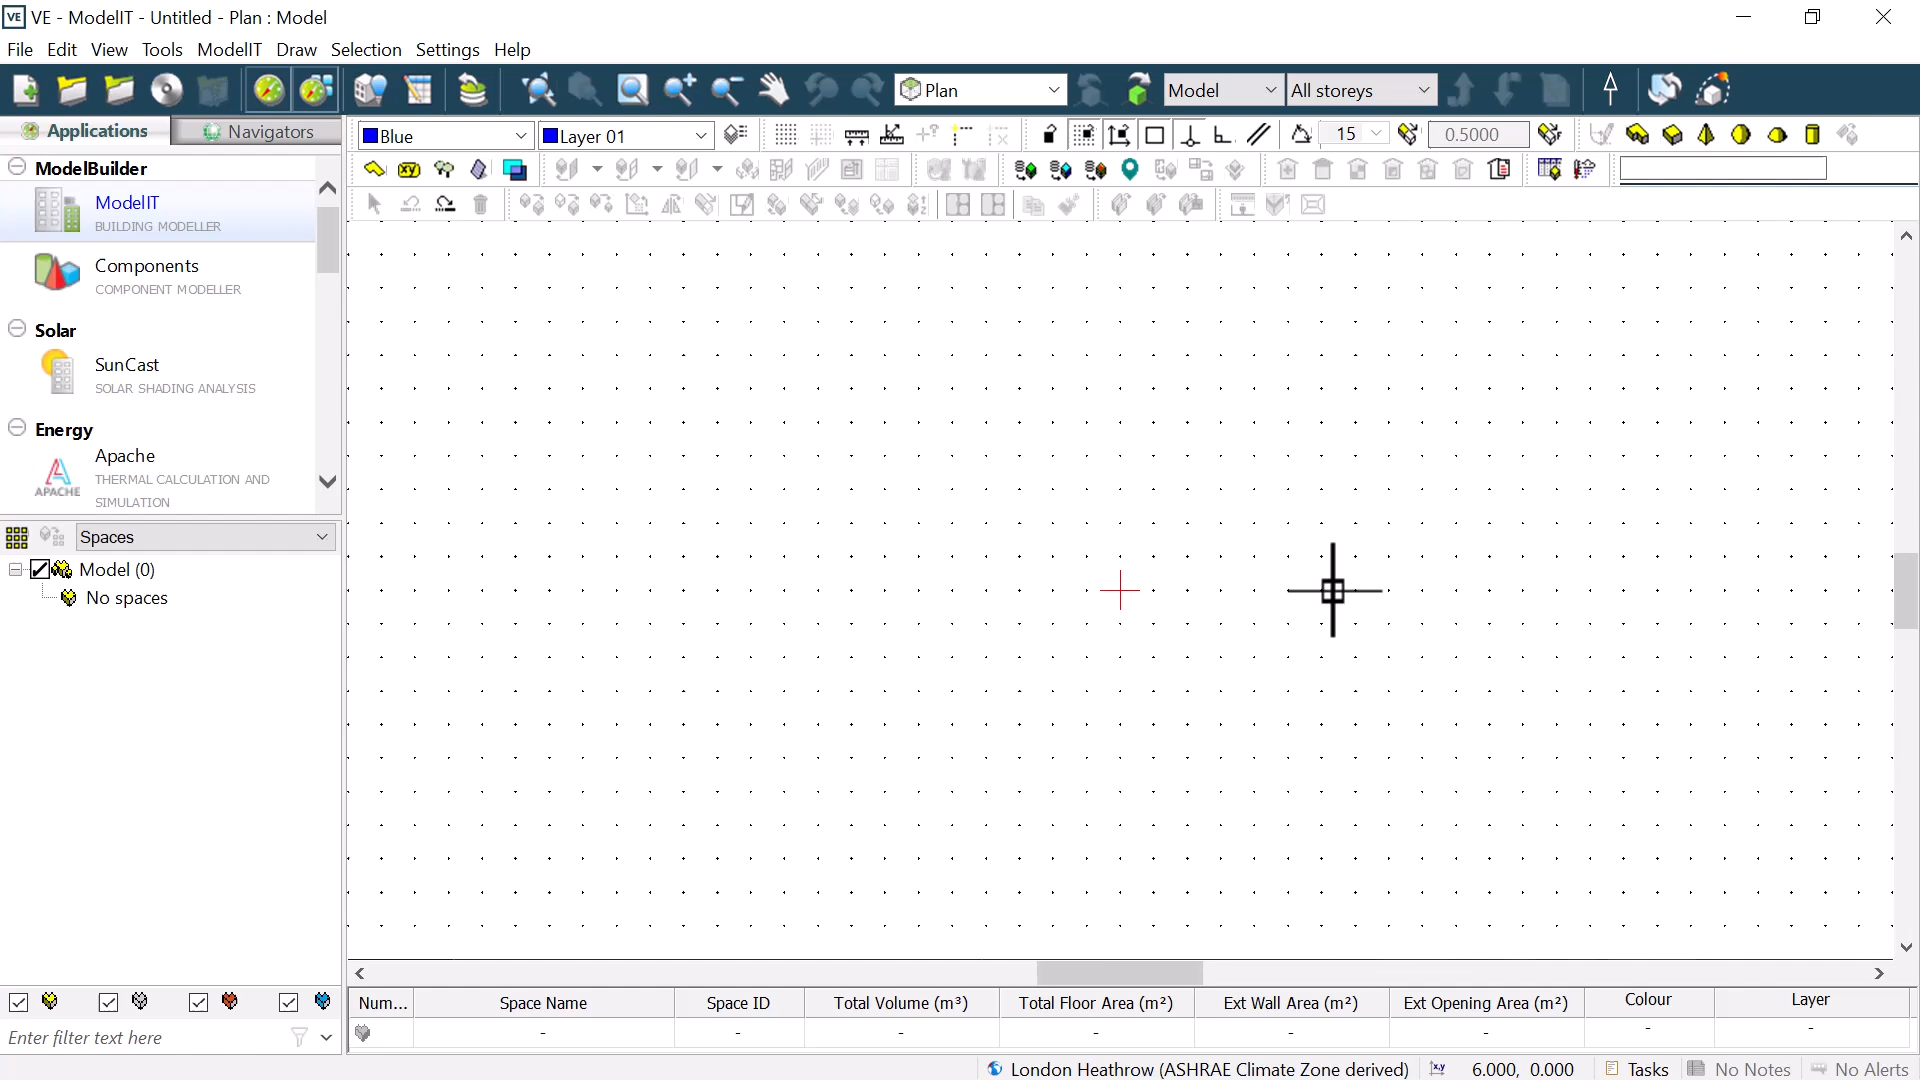 VE VE - ModelIT - Untitled - Plan : Model
File Edit View Tools ModelIT Draw Selection Settings Help
Plan Model All storeys
Applications Navigators
Blue Layer 01 15 0.5000
ModelBuilder
ModelIT
BUILDING MODELLER
Components
COMPONENT MODELLER
Solar
SunCast
SOLAR SHADING ANALYSIS
Energy
Apache
THERMAL CALCULATION AND
SIMULATION
APACHE
Spaces
Model (0)
No spaces
Num... Space Name Space ID Total Volume (m³) Total Floor Area (m²) Ext Wall Area (m²) Ext Opening Area (m²) Colour Layer
- - - - - - - -
Enter filter text here
London Heathrow (ASHRAE Climate Zone derived) x,y 6.000, 0.000 Tasks No Notes No Alerts